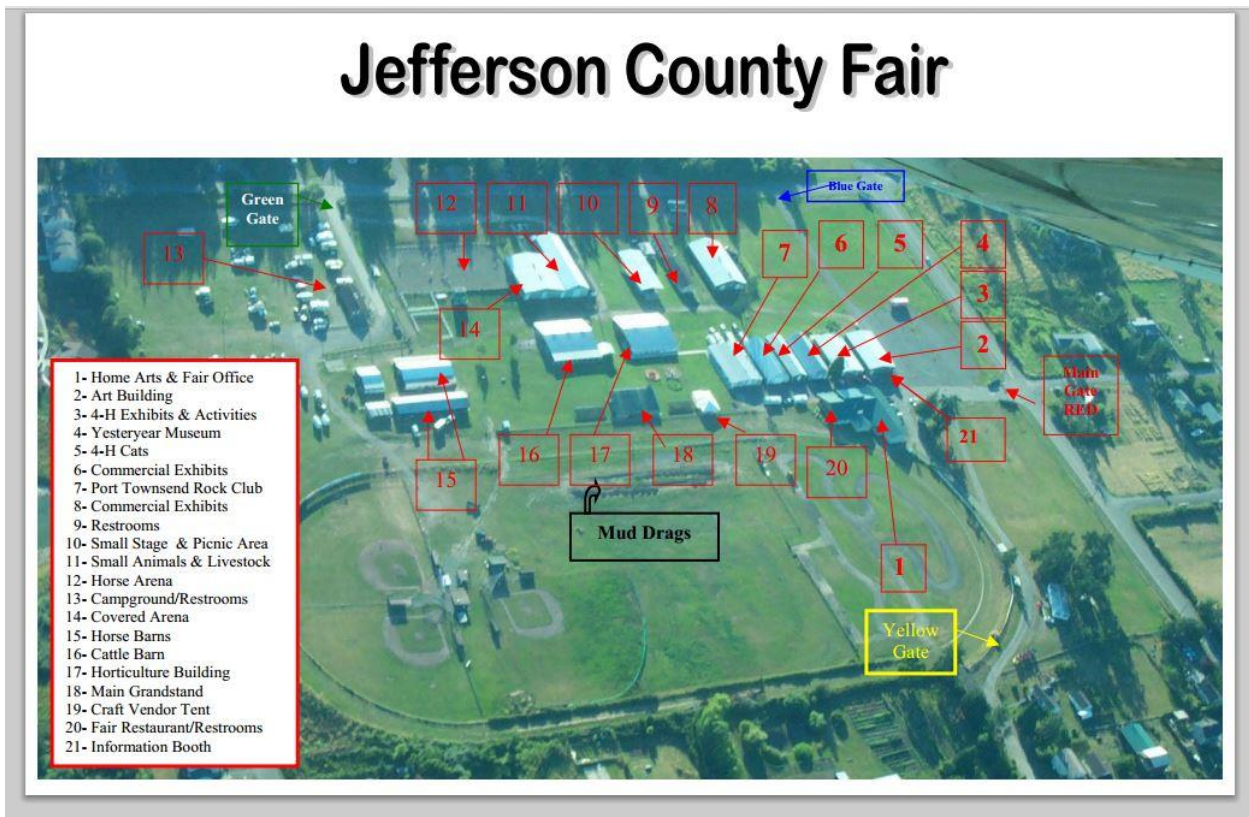 Jefferson County Fair
Green
Gate
Blue Gate
12
11
10
9
8
7
6
5
4
13
3
14
2
Main
Gate
RED
1- Home Arts & Fair Office
2- Art Building
3- 4-H Exhibits & Activities
4- Yesteryear Museum
5- 4-H Cats
6- Commercial Exhibits
7- Port Townsend Rock Club
8- Commercial Exhibits
9- Restrooms
10- Small Stage & Picnic Area
11- Small Animals & Livestock
12- Horse Arena
13- Campground/Restrooms
14- Covered Arena
15- Horse Barns
16- Cattle Barn
17- Horticulture Building
18- Main Grandstand
19- Craft Vendor Tent
20- Fair Restaurant/Restrooms
21- Information Booth
15
16
17
18
19
20
21
Mud Drags
1
Yellow
Gate